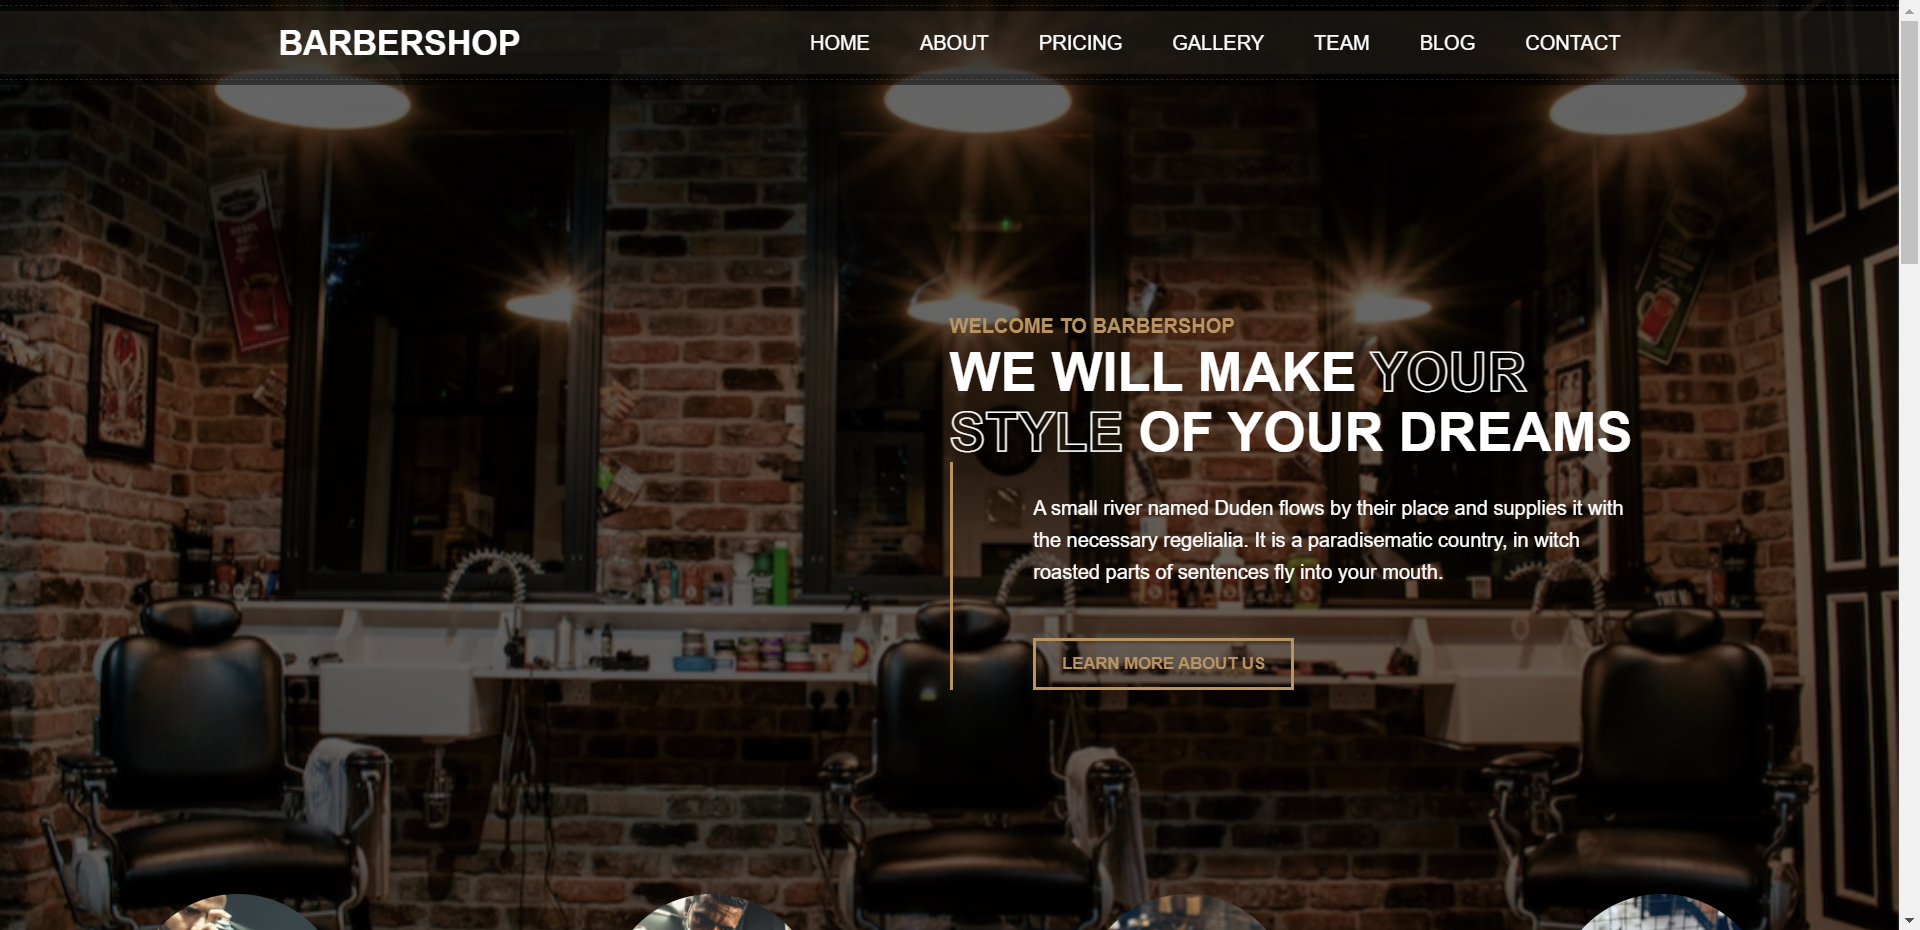 BARBERSHOP
HOME ABOUT PRICING GALLERY TEAM BLOG CONTACT
WELCOME TO BARBERSHOP
WE WILL MAKE YOUR
STYLE OF YOUR DREAMS
A small river named Duden flows by their place and supplies it with
the necessary regelialia. It is a paradisematic country, in witch
roasted parts of sentences fly into your mouth.
LEARN MORE ABOUT US